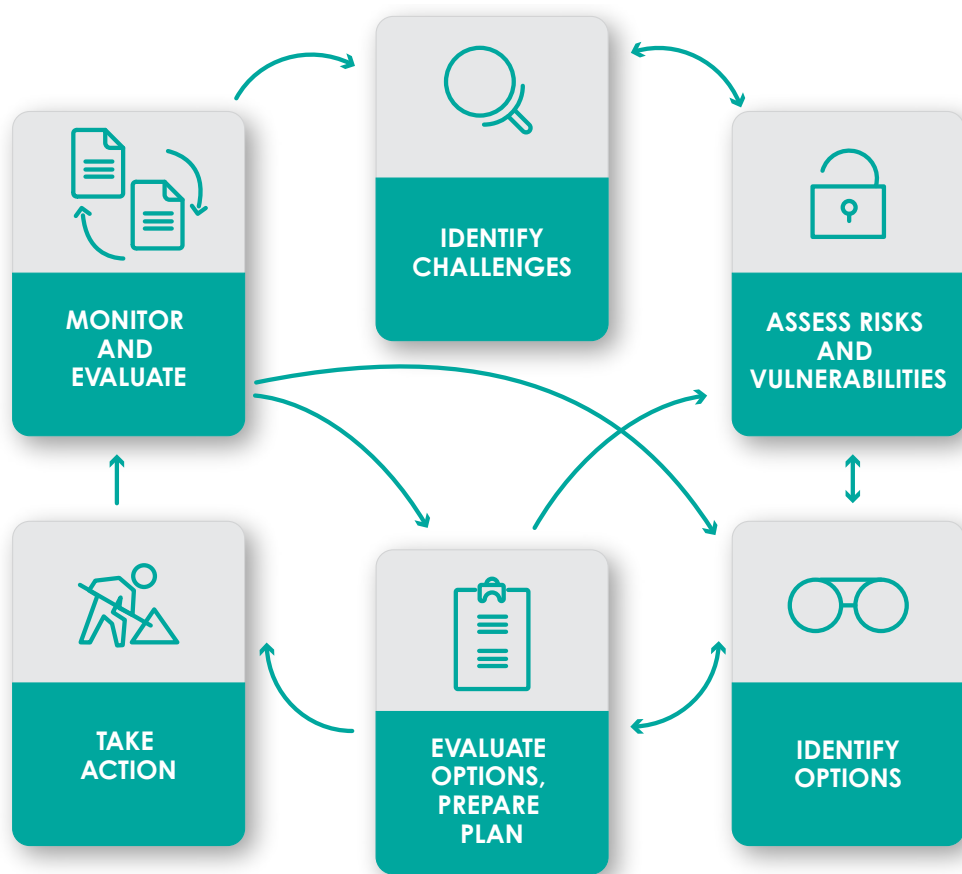 IDENTIFY
CHALLENGES
MONITOR
AND
EVALUATE
ASSESS RISKS
AND
VULNERABILITIES
TAKE
ACTION
EVALUATE
OPTIONS,
PREPARE
PLAN
IDENTIFY
OPTIONS